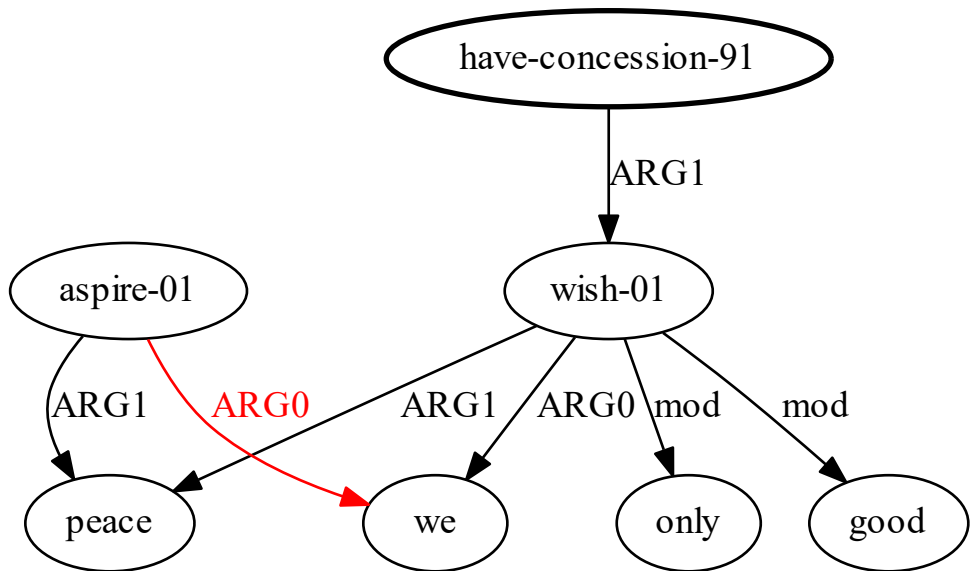 have-concession-91
ARG1
aspire-01
wish-01
ARG1
ARG0
ARG1
ARG0
mod
mod
peace
we
only
good